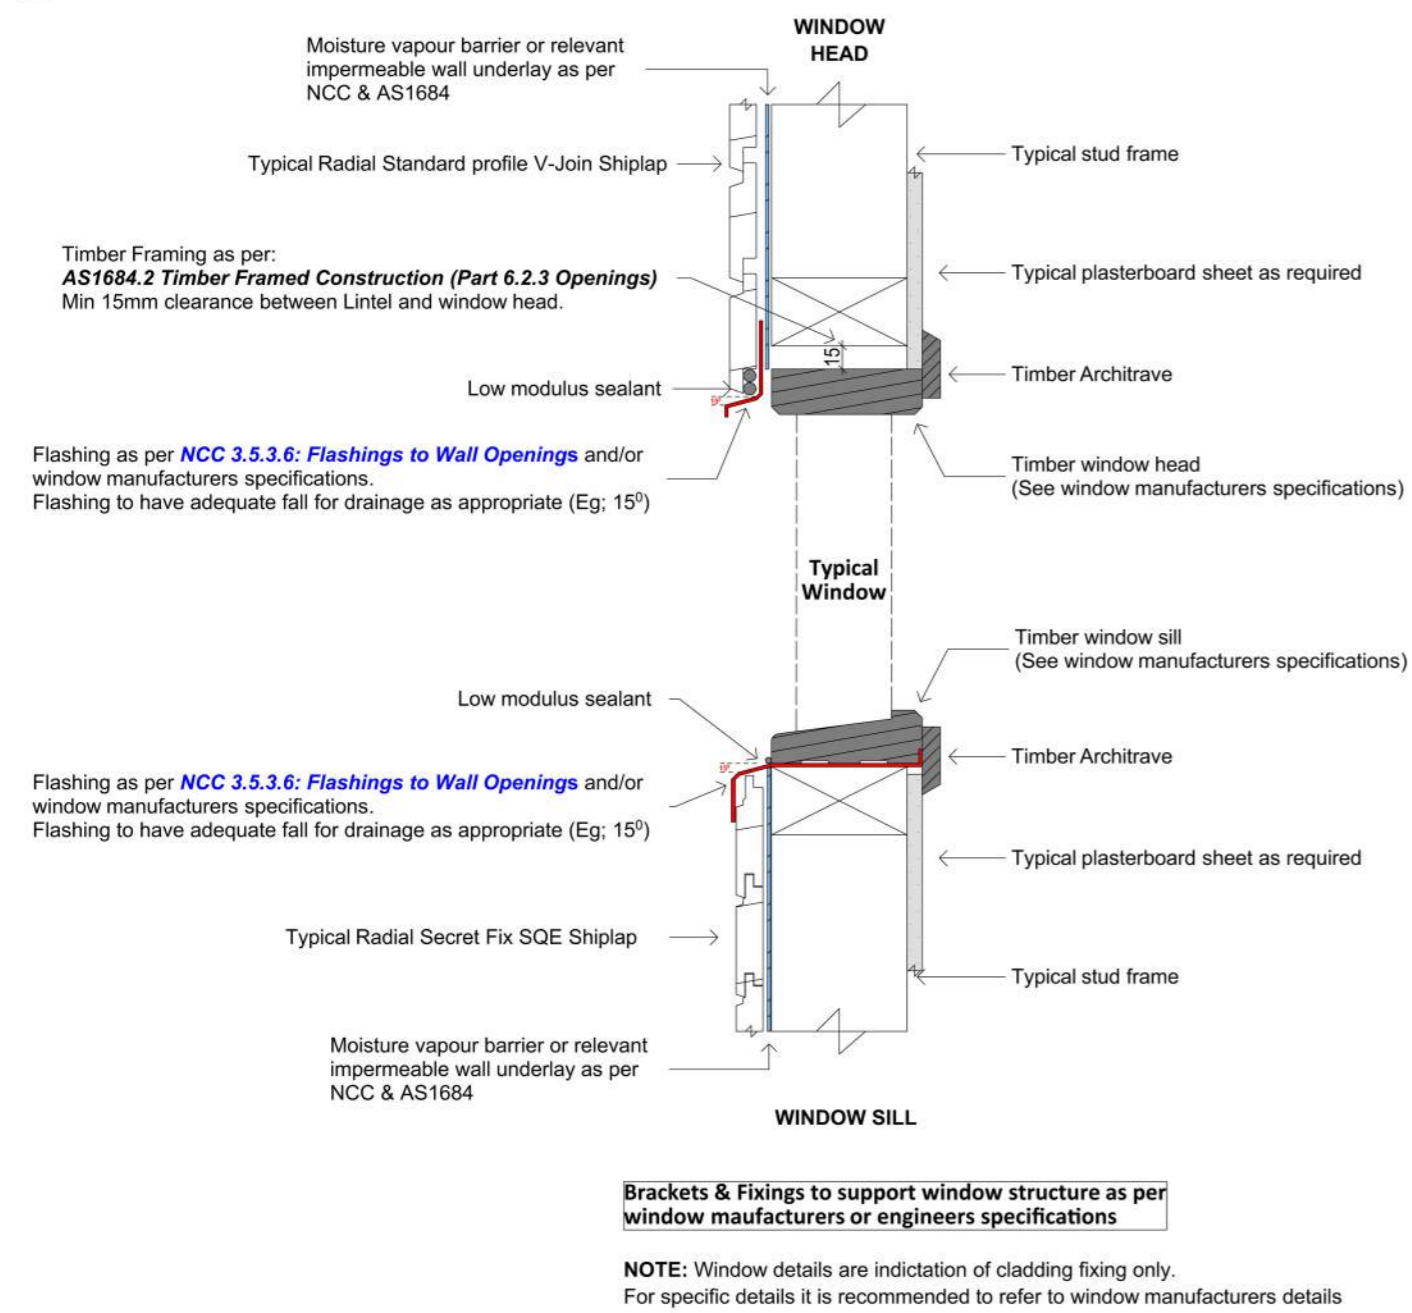 WINDOW
HEAD
Moisture vapour barrier or relevant
impermeable wall underlay as per
NCC & AS1684
Typical stud frame
Typical Radial Standard profile V-Join Shiplap
Timber Framing as per:
AS1684.2 Timber Framed Construction (Part 6.2.3 Openings)
Min 15mm clearance between Lintel and window head.
Typical plasterboard sheet as required
15
Timber Architrave
Low modulus sealant
Flashing as per NCC 3.5.3.6: Flashings to Wall Openings and/or
window manufacturers specifications.
Flashing to have adequate fall for drainage as appropriate (Eg; 15⁰)
Timber window head
(See window manufacturers specifications)
Typical
Window
Timber window sill
(See window manufacturers specifications)
Low modulus sealant
Timber Architrave
Flashing as per NCC 3.5.3.6: Flashings to Wall Openings and/or
window manufacturers specifications.
Flashing to have adequate fall for drainage as appropriate (Eg; 15⁰)
Typical plasterboard sheet as required
Typical Radial Secret Fix SQE Shiplap
Typical stud frame
Moisture vapour barrier or relevant
impermeable wall underlay as per
NCC & AS1684
WINDOW SILL
Brackets & Fixings to support window structure as per
window maufacturers or engineers specifications
NOTE: Window details are indictation of cladding fixing only.
For specific details it is recommended to refer to window manufacturers details